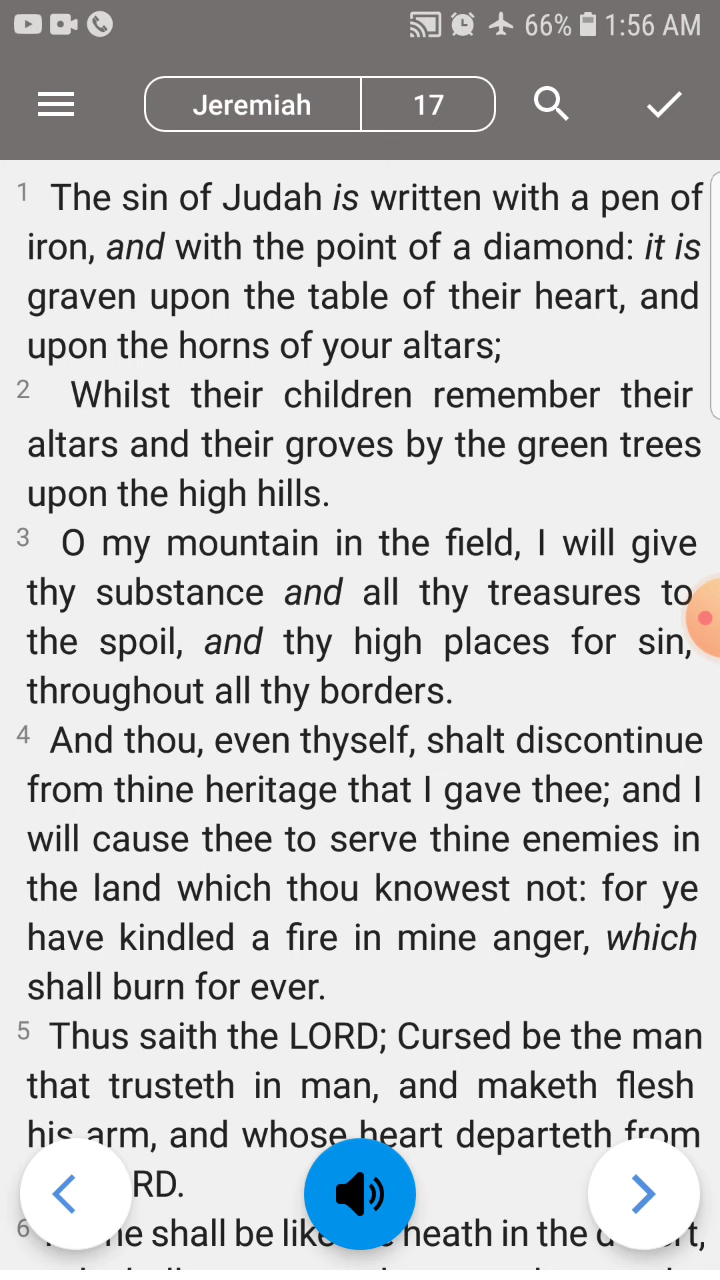 66% 1:56 AM
Jeremiah 17
1 The sin of Judah is written with a pen of
iron, and with the point of a diamond: it is
graven upon the table of their heart, and
upon the horns of your altars;
2 Whilst their children remember their
altars and their groves by the green trees
upon the high hills.
3 O my mountain in the field, I will give
thy substance and all thy treasures to
the spoil, and thy high places for sin,
throughout all thy borders.
4 And thou, even thyself, shalt discontinue
from thine heritage that I gave thee; and I
will cause thee to serve thine enemies in
the land which thou knowest not: for ye
have kindled a fire in mine anger, which
shall burn for ever.
5 Thus saith the LORD; Cursed be the man
that trusteth in man, and maketh flesh
his arm, and whose heart departeth from
RD.
6 he shall be like heath in the